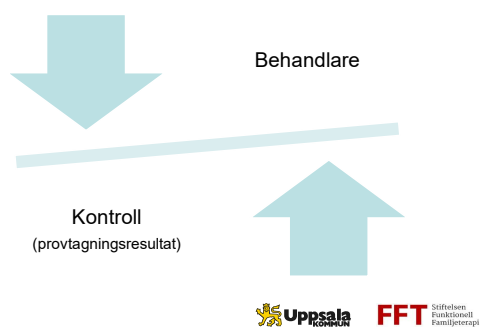 Behandlare
Kontroll
(provtagningsresultat)
Uppsala
KOMMUN
FFT
Stiftelsen
Funktionell
Familjeterapi